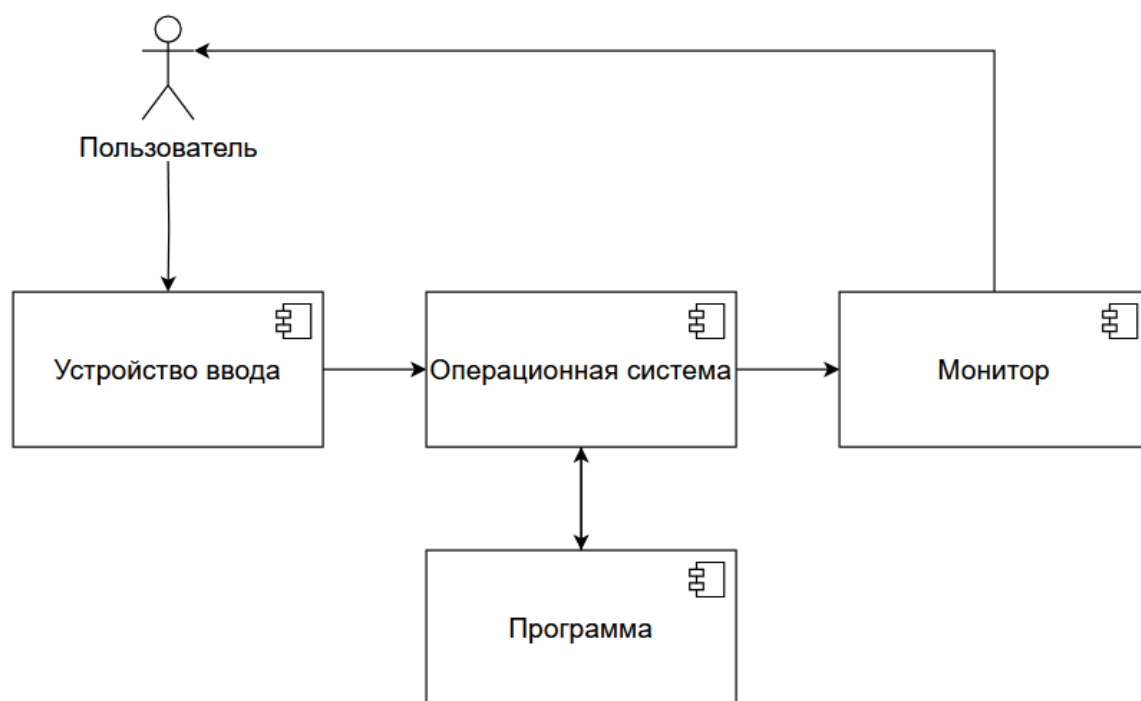 Пользователь
Устройство ввода
Операционная система
Монитор
Программа